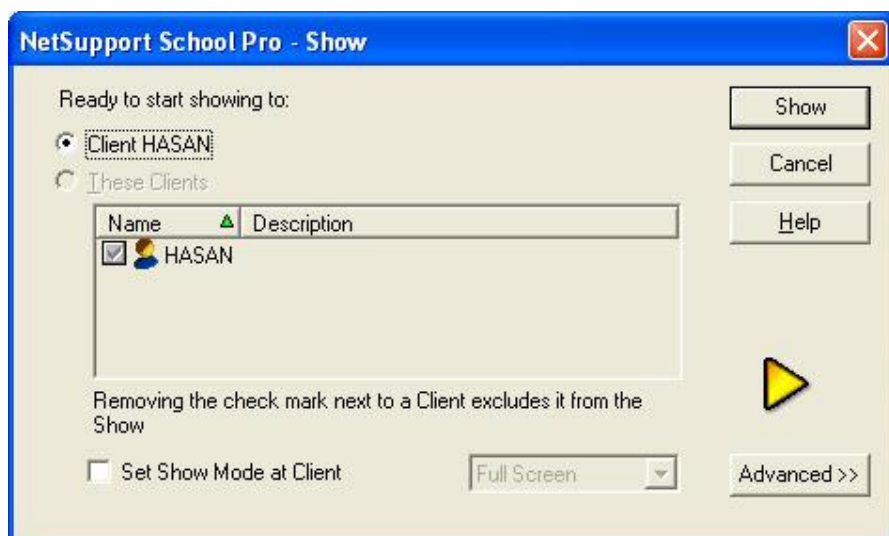 NetSupport School Pro - Show
Ready to start showing to:
Show
Client HASAN
Cancel
These Clients
Help
Name Description
HASAN
Removing the check mark next to a Client excludes it from the
Show
Set Show Mode at Client
Full Screen
Advanced >>